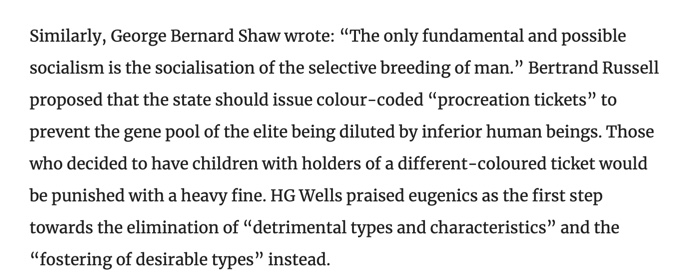 Similarly, George Bernard Shaw wrote: “The only fundamental and possible
socialism is the socialisation of the selective breeding of man.” Bertrand Russell
proposed that the state should issue colour-coded “procreation tickets” to
prevent the gene pool of the elite being diluted by inferior human beings. Those
who decided to have children with holders of a different-coloured ticket would
be punished with a heavy fine. HG Wells praised eugenics as the first step
towards the elimination of “detrimental types and characteristics” and the
“fostering of desirable types” instead.